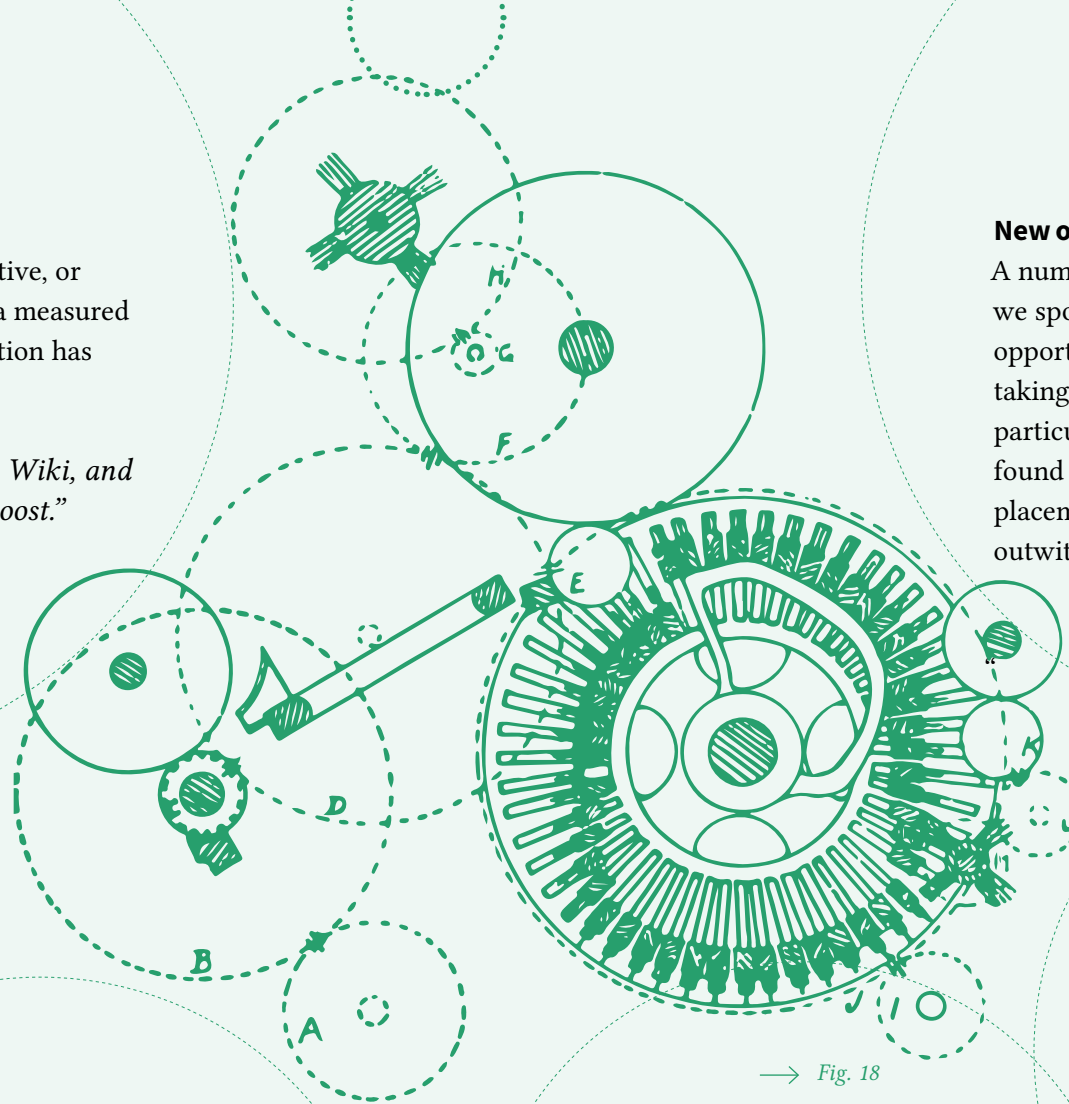 tive, or
a measured
tion has
Wiki, and
oost.”
New o
A num
we spo
opport
taking
particu
found
placem
outwit
“
H
G
F
E
D
B
A
K
J
I
Fig. 18